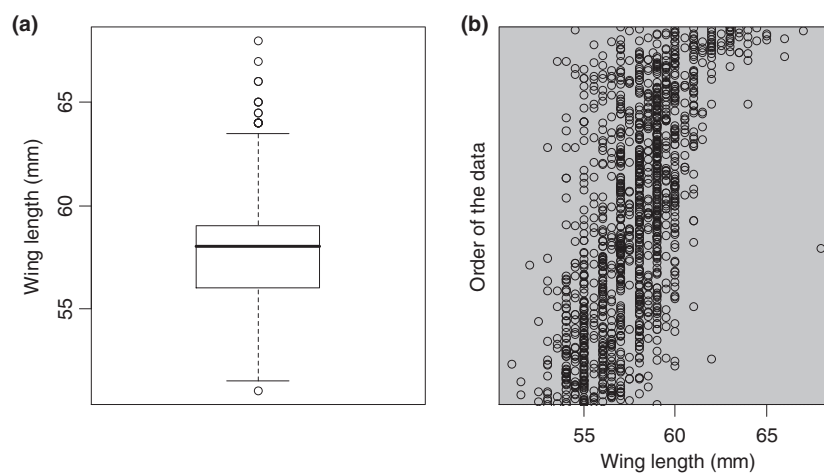 (a)
Wing length (mm)
65
60
55
(b)
Order of the data
55 60 65
Wing length (mm)